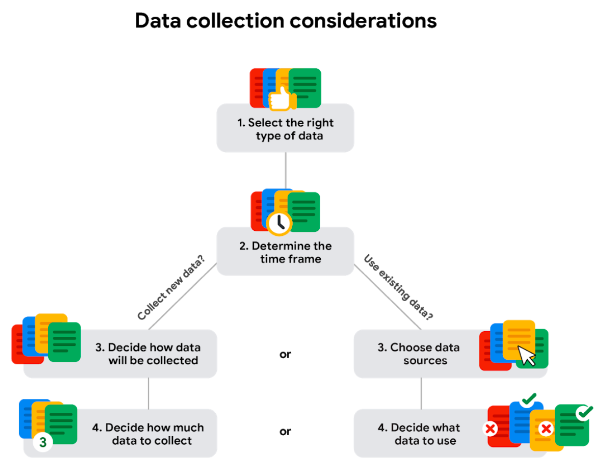 Data collection considerations
1. Select the right
type of data
2. Determine the
time frame
Collect new data?
Use existing data?
3. Decide how data
will be collected
or
3. Choose data
sources
4. Decide how much
data to collect
3
or
4. Decide what
data to use